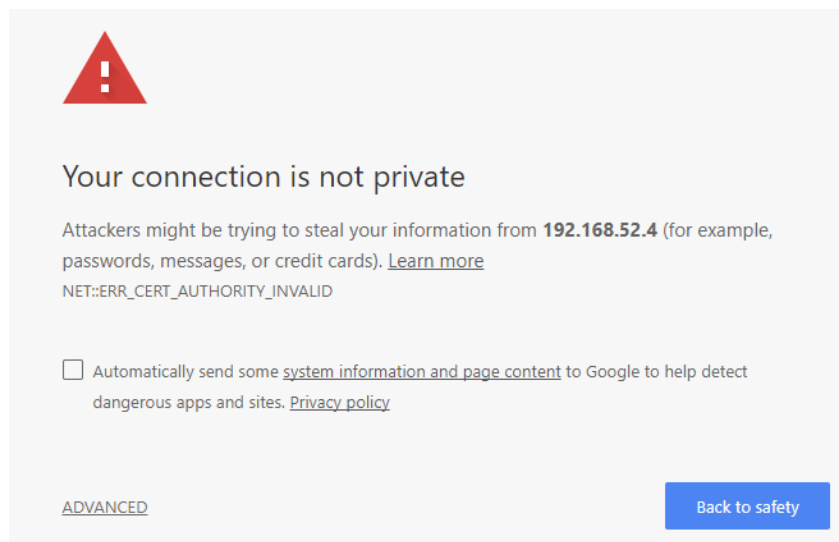 Your connection is not private
Attackers might be trying to steal your information from 192.168.52.4 (for example,
passwords, messages, or credit cards). Learn more
NET::ERR_CERT_AUTHORITY_INVALID
Automatically send some system information and page content to Google to help detect
dangerous apps and sites. Privacy policy
ADVANCED
Back to safety